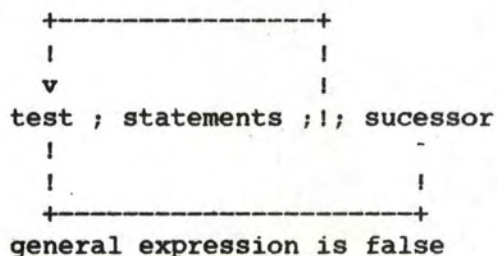 +------------------+
! !
v !
test ; statements ;!; sucessor
! -
! !
+------------------------+
general expression is false